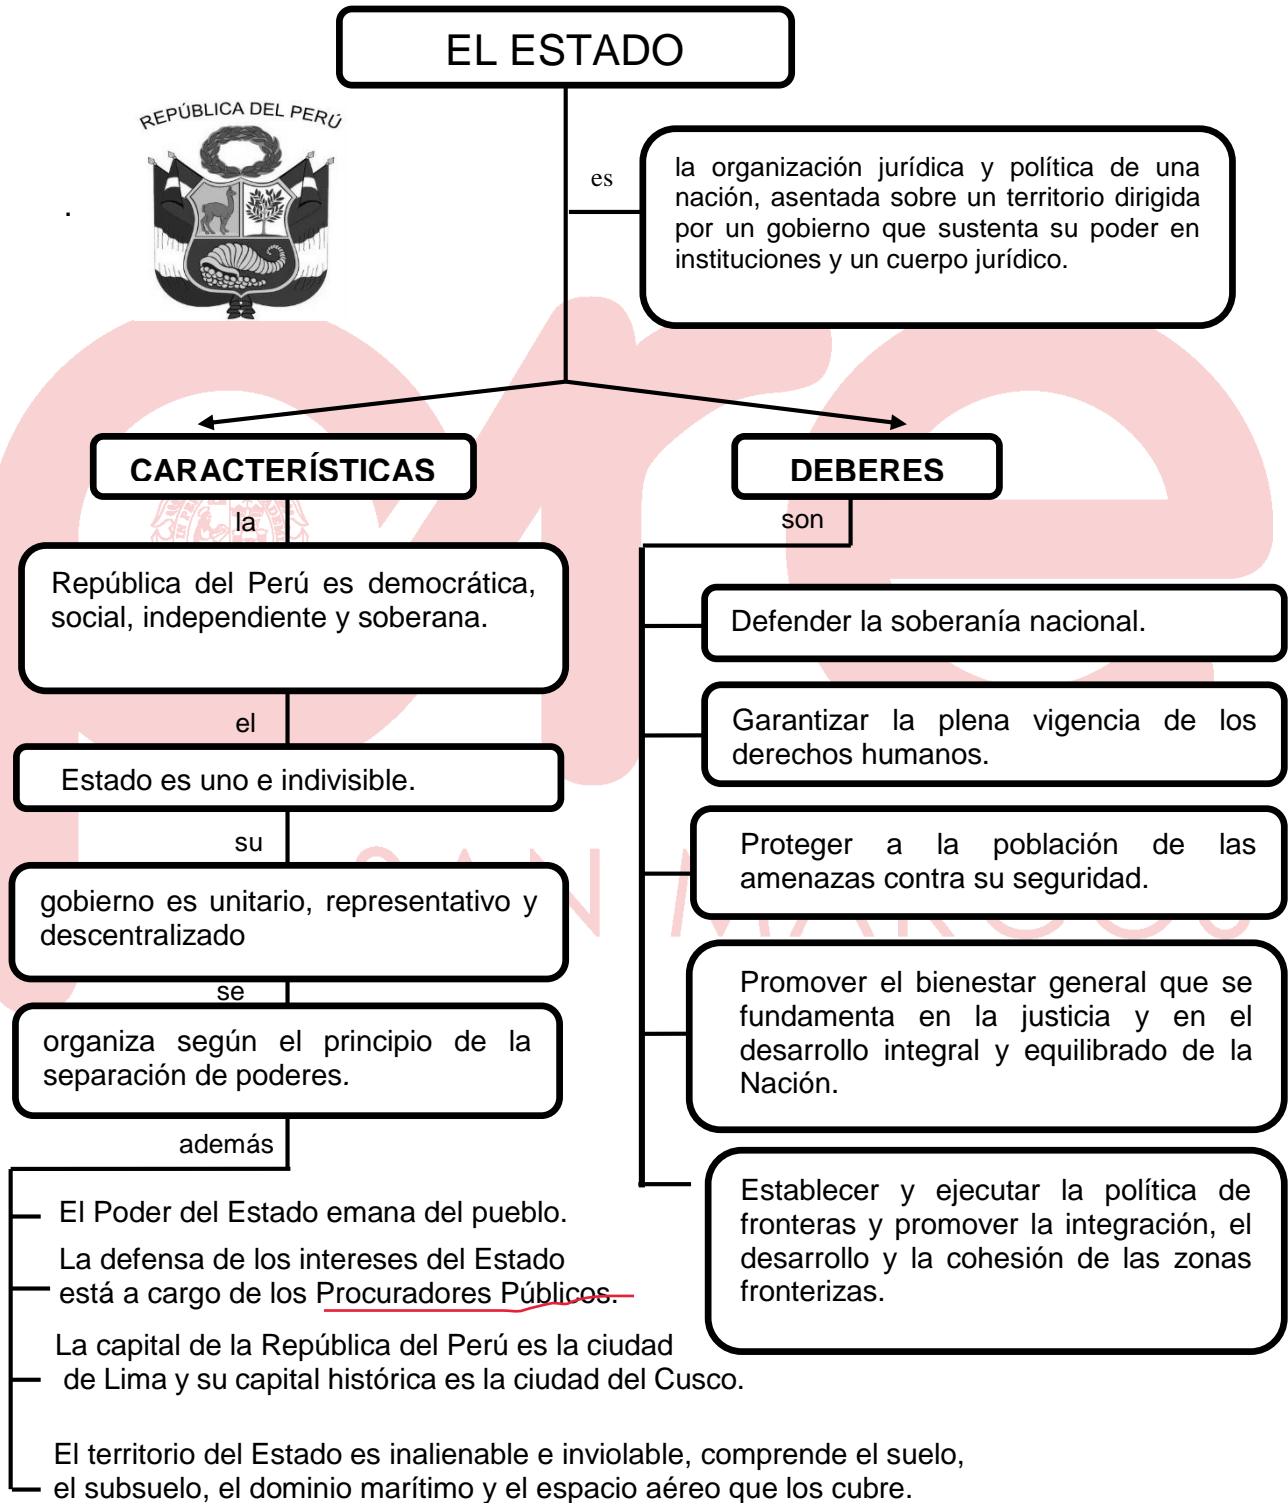 EL ESTADO
REPÚBLICA DEL PERÚ
es
la organización jurídica y política de una
nación, asentada sobre un territorio dirigida
por un gobierno que sustenta su poder en
instituciones y un cuerpo jurídico.
.
CARACTERÍSTICAS
la
República del Perú es democrática,
social, independiente y soberana.
el
Estado es uno e indivisible.
su
gobierno es unitario, representativo y
descentralizado
se
organiza según el principio de la
separación de poderes.
además
El Poder del Estado emana del pueblo.
La defensa de los intereses del Estado
está a cargo de los Procuradores Públicos.
La capital de la República del Perú es la ciudad
de Lima y su capital histórica es la ciudad del Cusco.
El territorio del Estado es inalienable e inviolable, comprende el suelo,
el subsuelo, el dominio marítimo y el espacio aéreo que los cubre.
DEBERES
son
Defender la soberanía nacional.
Garantizar la plena vigencia de los
derechos humanos.
Proteger a la población de las
amenazas contra su seguridad.
Promover el bienestar general que se
fundamenta en la justicia y en el
desarrollo integral y equilibrado de la
Nación.
Establecer y ejecutar la política de
fronteras y promover la integración, el
desarrollo y la cohesión de las zonas
fronterizas.
pre
SAN MARCOS